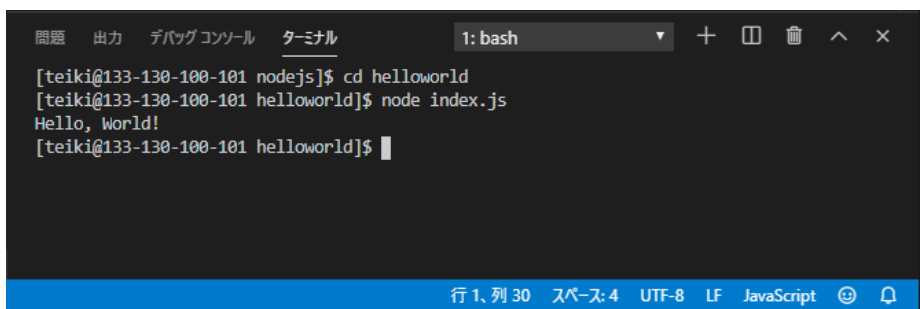 問題 出力 デバッグ コンソール ターミナル 1: bash
[teiki@133-130-100-101 nodejs]$ cd helloworld
[teiki@133-130-100-101 helloworld]$ node index.js
Hello, World!
[teiki@133-130-100-101 helloworld]$
行 1、列 30 スペース: 4 UTF-8 LF JavaScript